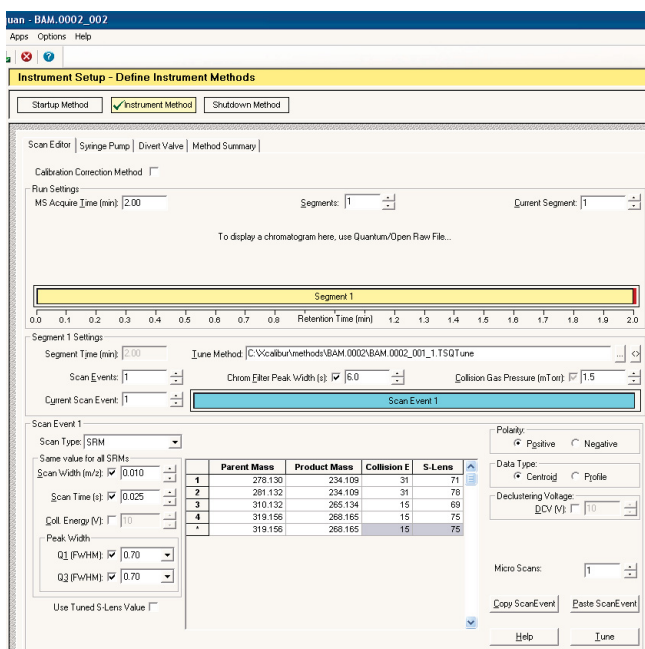 uan - BAM.0002_002
Apps Options Help
Instrument Setup - Define Instrument Methods
Startup Method Instrument Method Shutdown Method
Scan Editor Syringe Pump Divert Valve Method Summary
Calibration Correction Method
Run Settings
MS Acquire Time (min): 2.00 Segments: 1 Current Segment: 1
To display a chromatogram here, use Quantum/Open Raw File...
Segment 1
0.0 0.1 0.2 0.3 0.4 0.5 0.6 0.7 0.8 Retention Time (min) 1.2 1.3 1.4 1.5 1.6 1.7 1.8 1.9 2.0
Segment 1 Settings
Segment Time (min): 2.00 Tune Method: C:\Xcalibur\methods\BAM.0002\BAM.0002_001_1.TSQTune ... <>
Scan Events: 1 Chrom Filter Peak Width (s): 6.0 Collision Gas Pressure (mTorr): 1.5
Current Scan Event: 1 Scan Event 1
Scan Event 1
Scan Type: SRM
Same value for all SRMs
Scan Width (m/z): 0.010
Scan Time (s): 0.025
Coll. Energy (V): 10
Peak Width
Q1 (FWHM): 0.70
Q3 (FWHM): 0.70
Use Tuned S-Lens Value
Parent Mass Product Mass Collision E S-Lens
1 278.130 234.109 31 71
2 281.132 234.109 31 78
3 310.132 265.134 15 69
4 319.156 268.165 15 75
* 319.156 268.165 15 75
Polarity:
Positive Negative
Data Type:
Centroid Profile
Declustering Voltage:
DCV (V): 10
Micro Scans: 1
Copy ScanEvent Paste ScanEvent
Help Tune